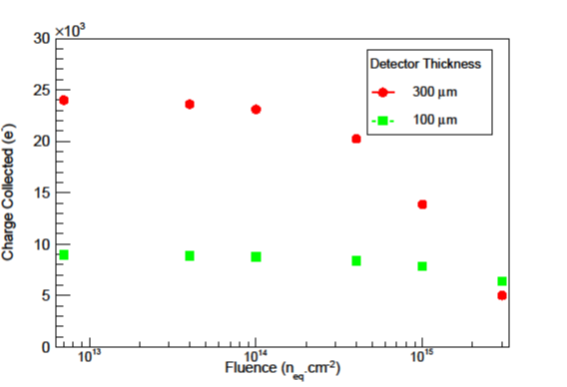 ×10³
30
25
20
15
10
5
0
Charge Collected (e⁻)
Detector Thickness
300 μm
100 μm
10¹³
10¹⁴
10¹⁵
Fluence (n_eq.cm⁻²)